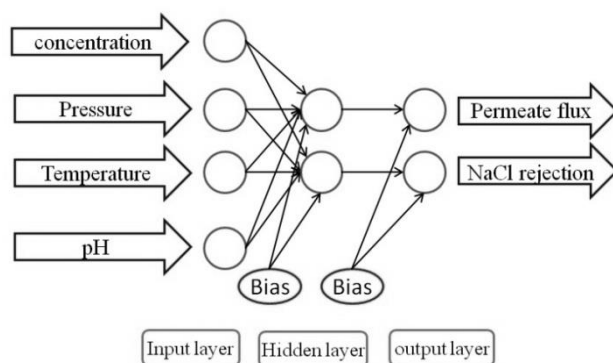 concentration
Pressure
Permeate flux
Temperature
NaCl rejection
pH
Bias
Bias
Input layer
Hidden layer
output layer